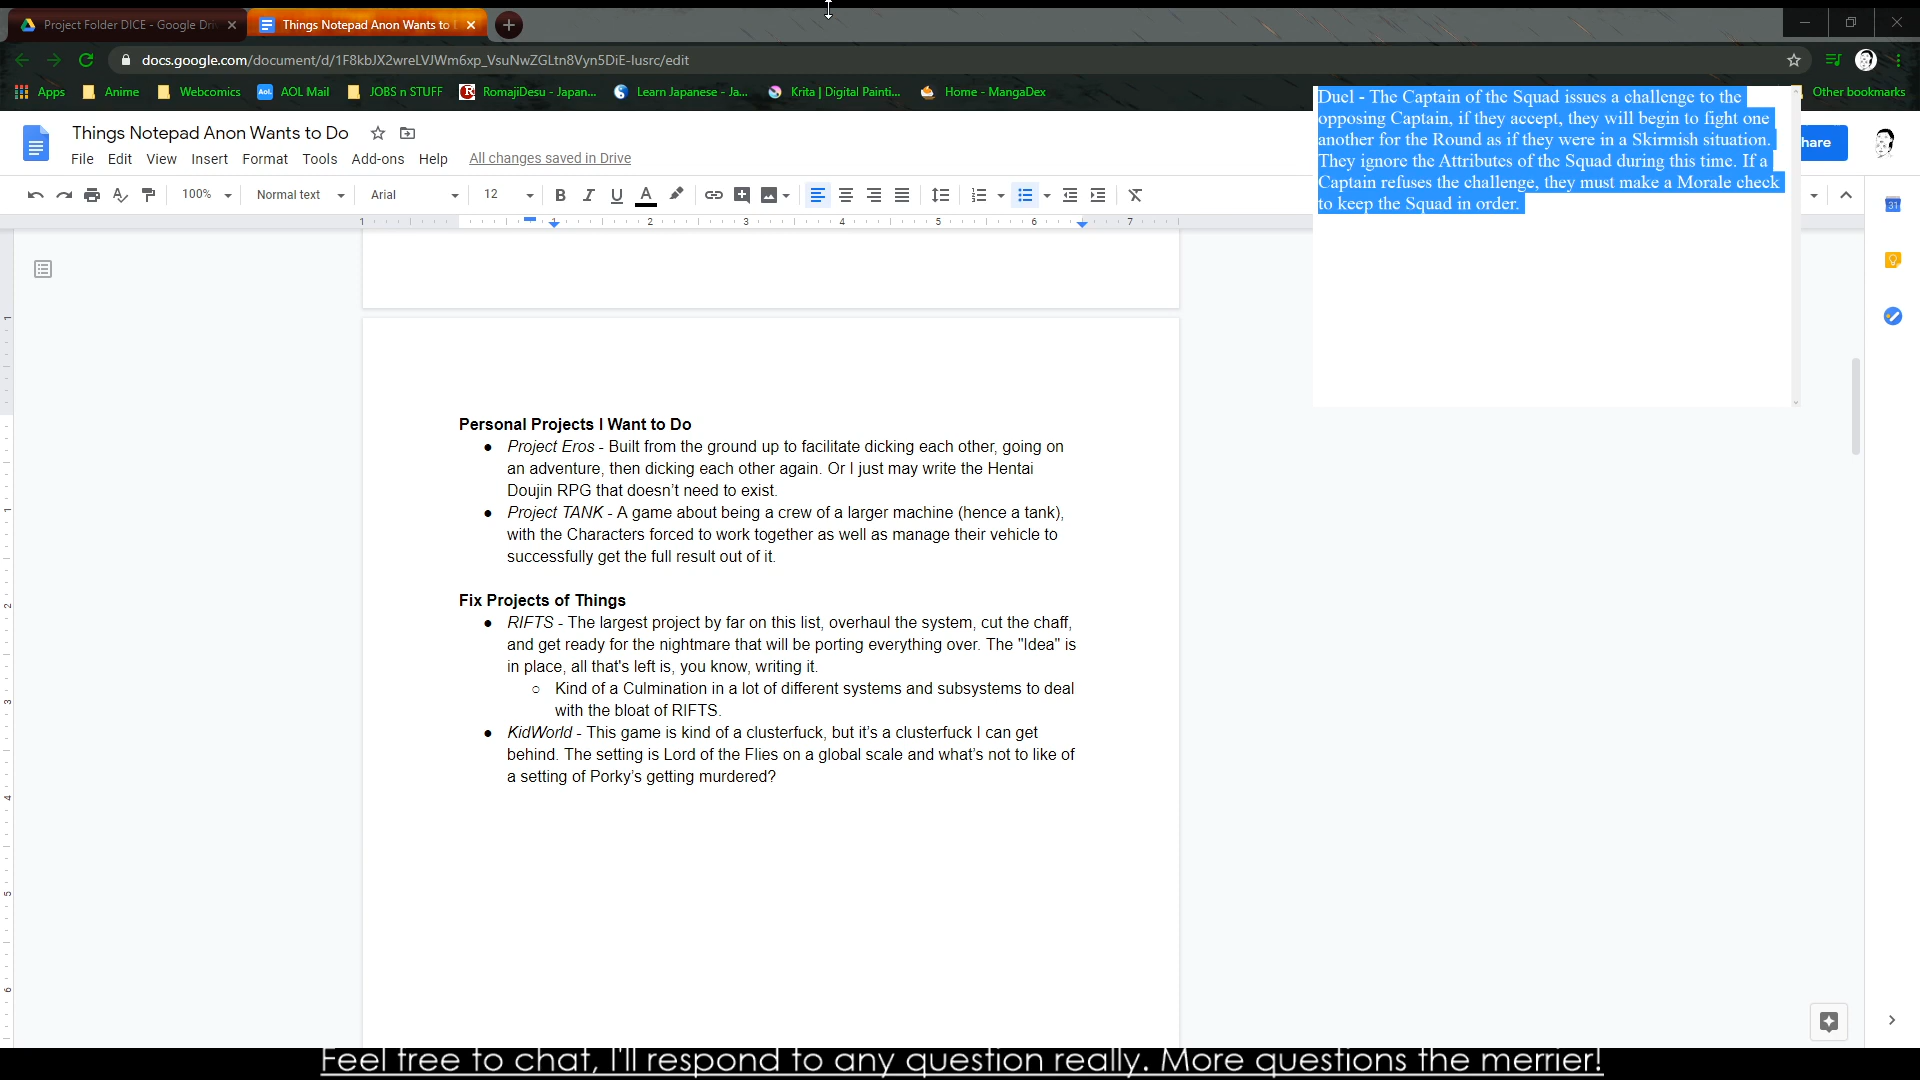 Project Folder DICE - Google Dri
Things Notepad Anon Wants to
docs.google.com/document/d/1F8kbJX2wreLVJWm6xp_VsuNwZGLtn8Vyn5DiE-lusrc/edit
Apps Anime Webcomics AOL Mail JOBS n STUFF RomajiDesu - Japan... Learn Japanese - Ja... Krita | Digital Painti... Home - MangaDex Other bookmarks
Things Notepad Anon Wants to Do
File Edit View Insert Format Tools Add-ons Help All changes saved in Drive
hare
100% Normal text Arial 12
Duel - The Captain of the Squad issues a challenge to the
opposing Captain, if they accept, they will begin to fight one
another for the Round as if they were in a Skirmish situation.
They ignore the Attributes of the Squad during this time. If a
Captain refuses the challenge, they must make a Morale check
to keep the Squad in order.
1 1 2 3 4 5 6 7
Personal Projects I Want to Do
● Project Eros - Built from the ground up to facilitate dicking each other, going on
an adventure, then dicking each other again. Or I just may write the Hentai
Doujin RPG that doesn't need to exist.
● Project TANK - A game about being a crew of a larger machine (hence a tank),
with the Characters forced to work together as well as manage their vehicle to
successfully get the full result out of it.
Fix Projects of Things
● RIFTS - The largest project by far on this list, overhaul the system, cut the chaff,
and get ready for the nightmare that will be porting everything over. The "Idea" is
in place, all that's left is, you know, writing it.
○ Kind of a Culmination in a lot of different systems and subsystems to deal
with the bloat of RIFTS.
● KidWorld - This game is kind of a clusterfuck, but it's a clusterfuck I can get
behind. The setting is Lord of the Flies on a global scale and what's not to like of
a setting of Porky's getting murdered?
Feel free to chat, I'll respond to any question really. More questions the merrier!